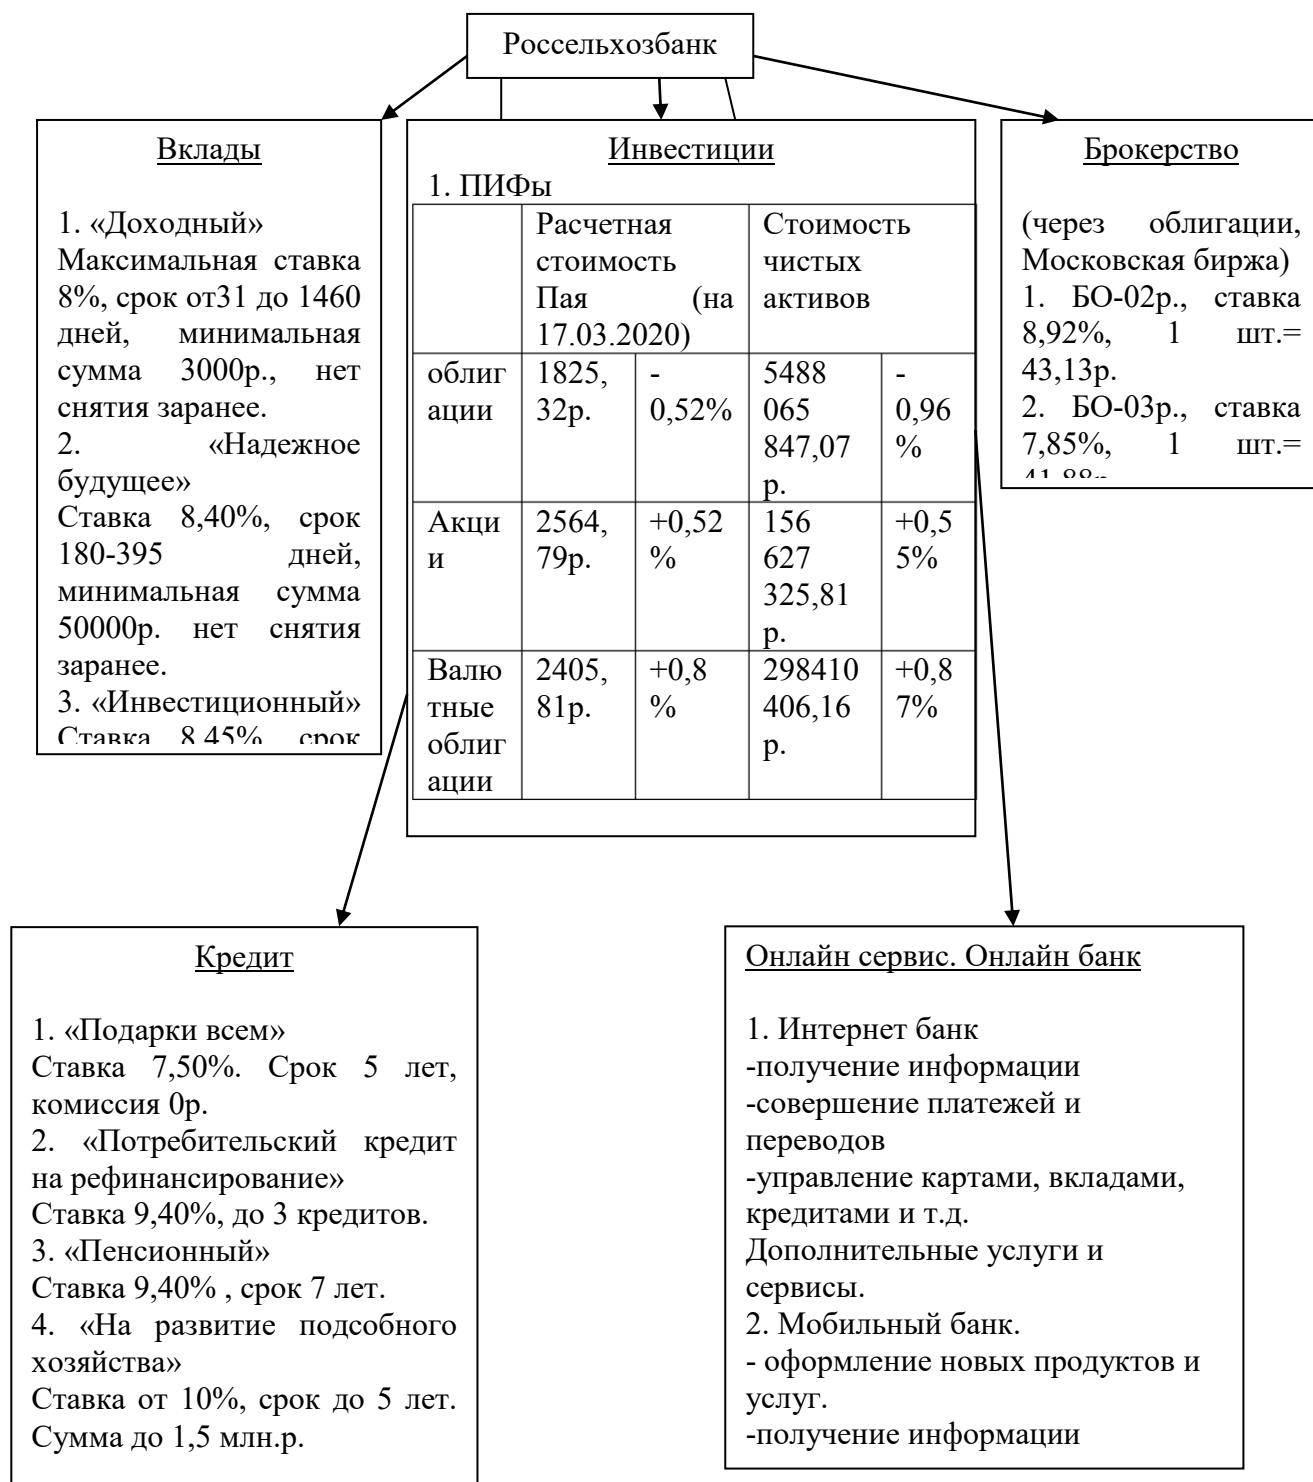 Россельхозбанк
Вклады
1. «Доходный»
Максимальная ставка
8%, срок от31 до 1460
дней, минимальная
сумма 3000р., нет
снятия заранее.
2. «Надежное
будущее»
Ставка 8,40%, срок
180-395 дней,
минимальная сумма
50000р. нет снятия
заранее.
3. «Инвестиционный»
Ставка 8,45% срок
Инвестиции
1. ПИФы
Расчетная
стоимость
Пая (на
17.03.2020)
Стоимость
чистых
активов
облиг
ации
1825,
32р.
-
0,52%
5488
065
847,07
р.
-
0,96
%
Акци
и
2564,
79р.
+0,52
%
156
627
325,81
р.
+0,5
5%
Валю
тные
облиг
ации
2405,
81р.
+0,8
%
298410
406,16
р.
+0,8
7%
Брокерство
(через облигации,
Московская биржа)
1. БО-02р., ставка
8,92%, 1 шт.=
43,13р.
2. БО-03р., ставка
7,85%, 1 шт.=
41,88р
Кредит
1. «Подарки всем»
Ставка 7,50%. Срок 5 лет,
комиссия 0р.
2. «Потребительский кредит
на рефинансирование»
Ставка 9,40%, до 3 кредитов.
3. «Пенсионный»
Ставка 9,40% , срок 7 лет.
4. «На развитие подсобного
хозяйства»
Ставка от 10%, срок до 5 лет.
Сумма до 1,5 млн.р.
Онлайн сервис. Онлайн банк
1. Интернет банк
-получение информации
-совершение платежей и
переводов
-управление картами, вкладами,
кредитами и т.д.
Дополнительные услуги и
сервисы.
2. Мобильный банк.
- оформление новых продуктов и
услуг.
-получение информации